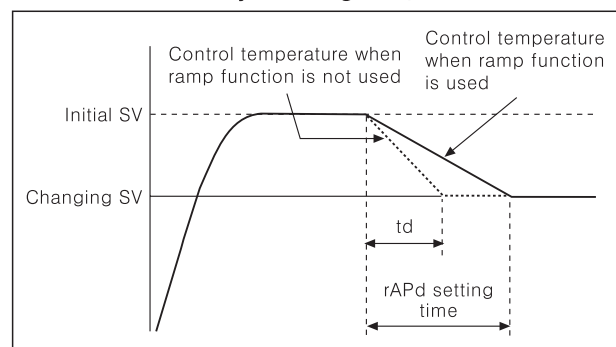 Control temperature when
ramp function is not used
Control temperature
when ramp function
is used
Initial SV
Changing SV
td
rAPd setting
time